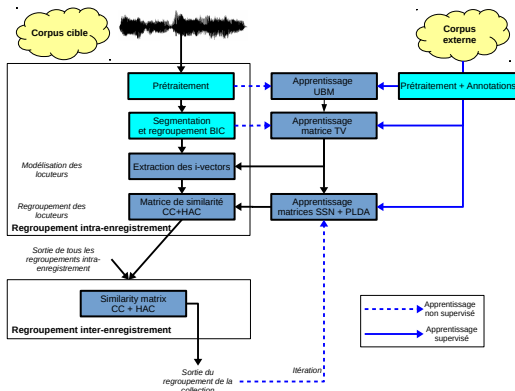 Corpus cible
Corpus
externe
Prétraitement
Apprentissage
UBM
Prétraitement + Annotations
Segmentation
et regroupement BIC
Apprentissage
matrice TV
Modélisation des
locuteurs
Extraction des i-vectors
Regroupement des
locuteurs
Matrice de similarité
CC+HAC
Apprentissage
matrices SSN + PLDA
Regroupement intra-enregistrement
Sortie de tous les
regroupements intra-
enregistrement
Similarity matrix
CC + HAC
Regroupement inter-enregistrement
Apprentissage
non supervisé
Apprentissage
supervisé
Sortie du
regroupement de la
collection
Itération